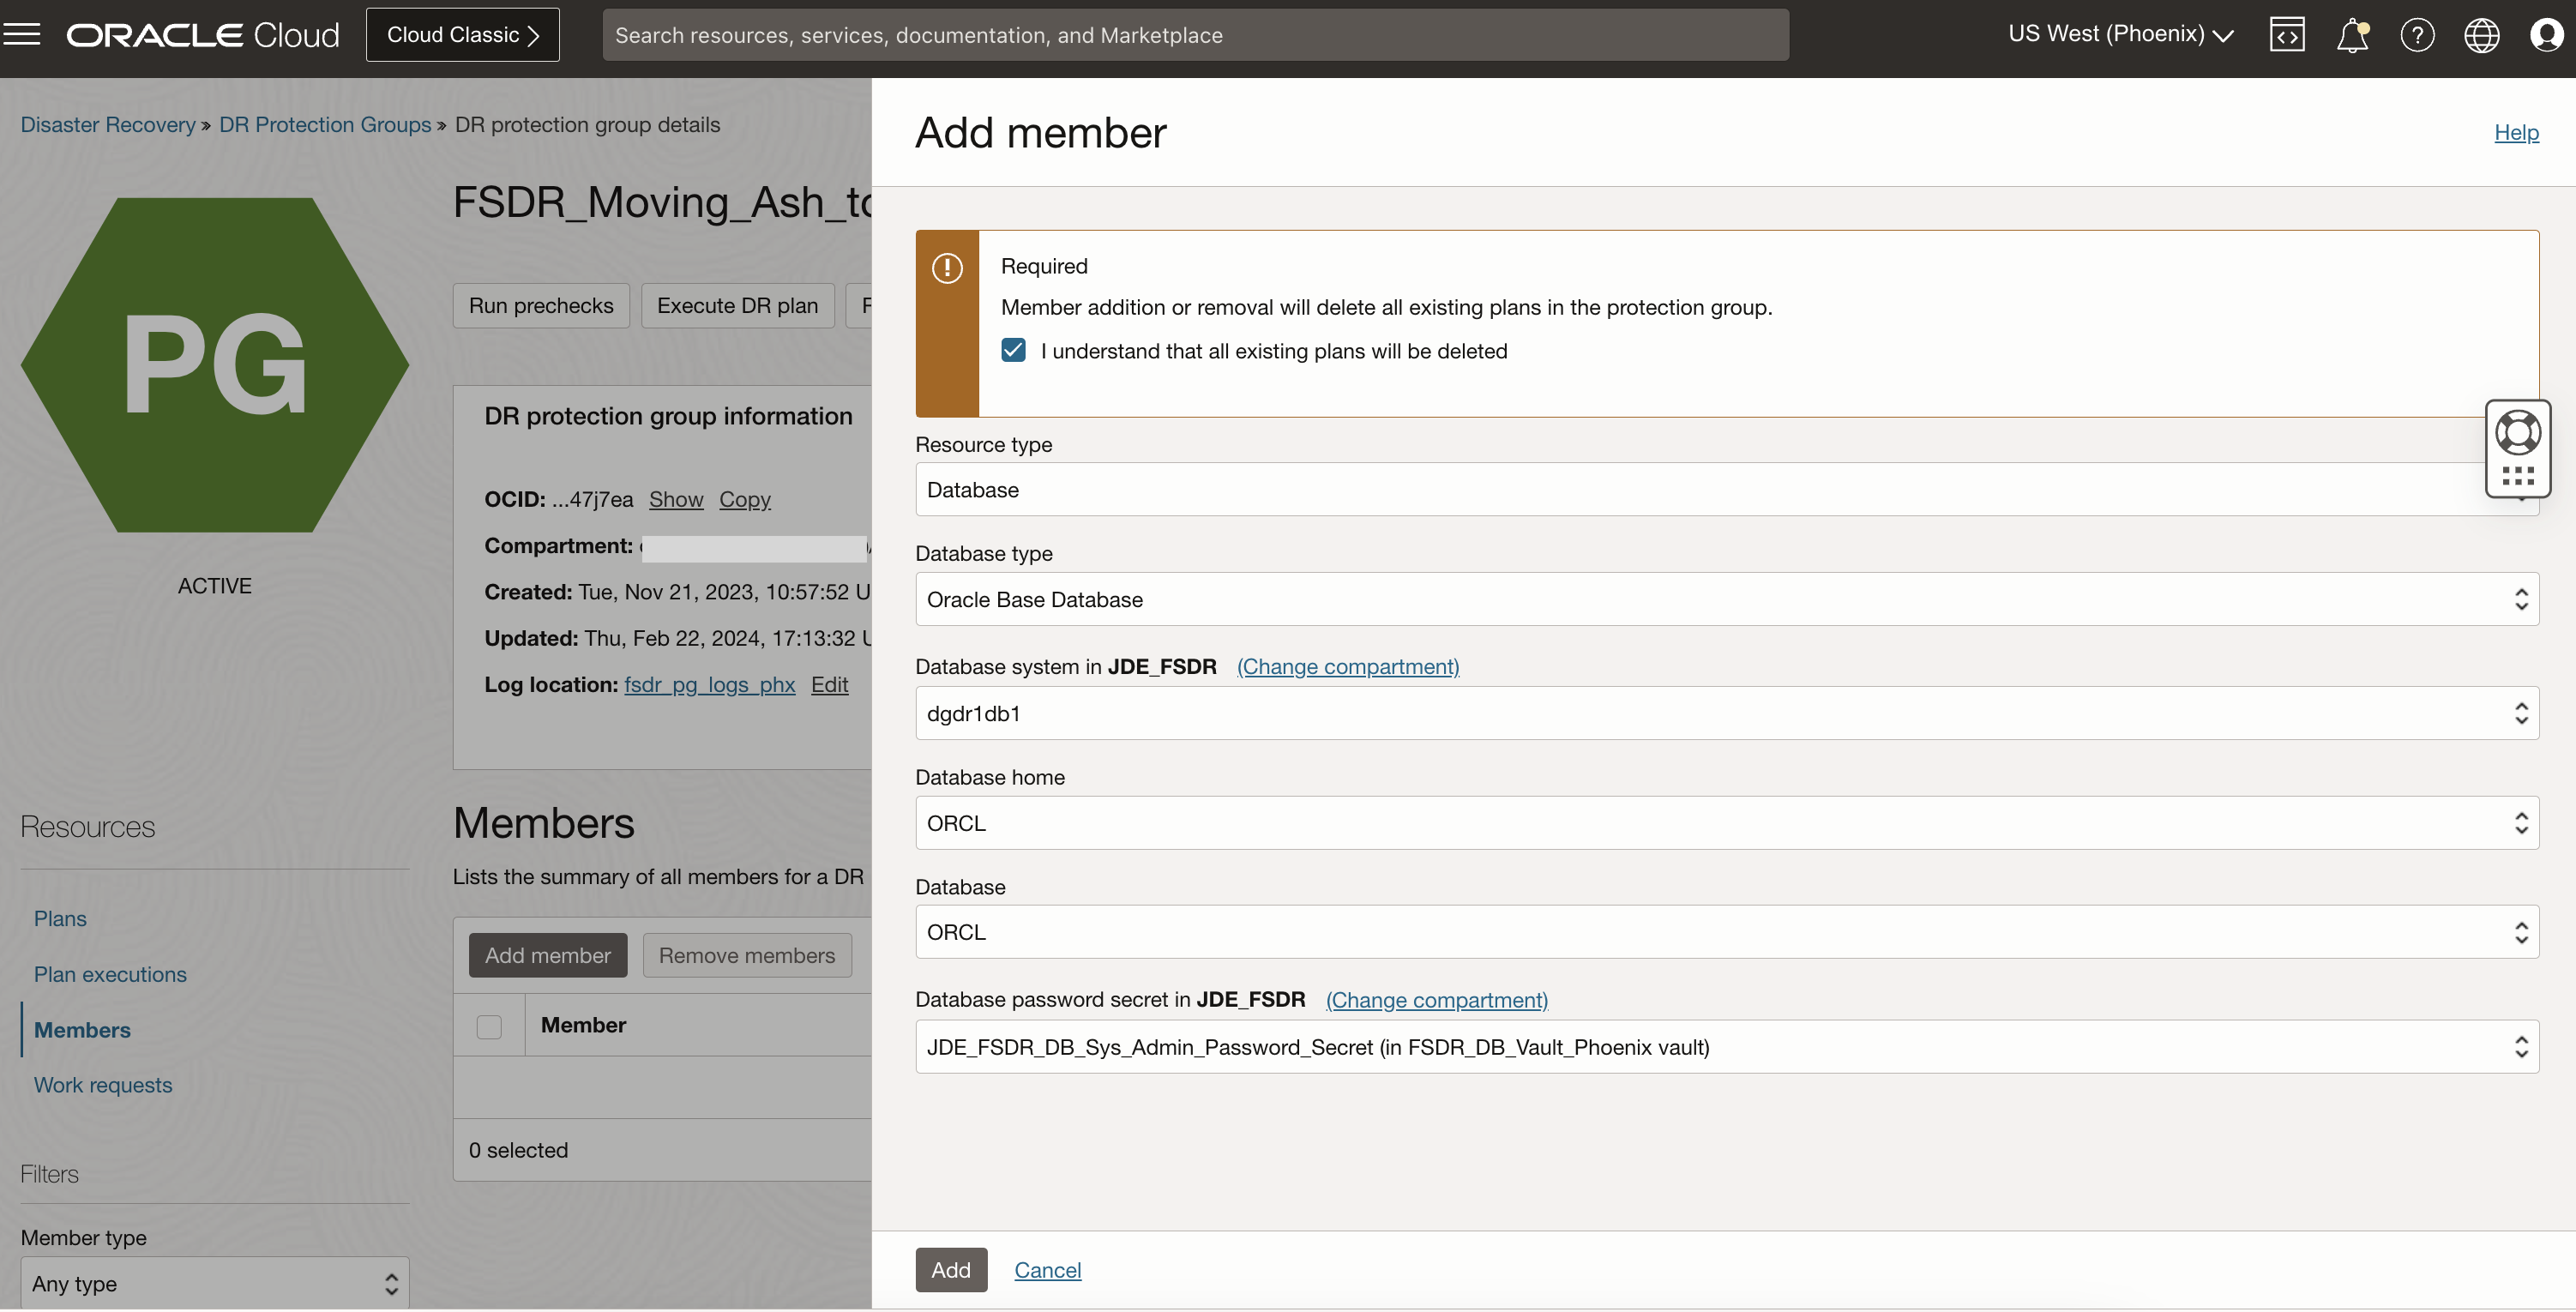 ORACLE Cloud
Cloud Classic
Search resources, services, documentation, and Marketplace
US West (Phoenix)
Disaster Recovery » DR Protection Groups » DR protection group details
PG
ACTIVE
FSDR_Moving_Ash_to
Run prechecks
Execute DR plan
DR protection group information
OCID: ...47j7ea Show Copy
Compartment:
Created: Tue, Nov 21, 2023, 10:57:52 U
Updated: Thu, Feb 22, 2024, 17:13:32 U
Log location: fsdr_pg_logs_phx Edit
Resources
Plans
Plan executions
Members
Work requests
Filters
Member type
Any type
Members
Lists the summary of all members for a DR
Add member
Remove members
Member
0 selected
Add member
Help
Required
Member addition or removal will delete all existing plans in the protection group.
I understand that all existing plans will be deleted
Resource type
Database
Database type
Oracle Base Database
Database system in JDE_FSDR (Change compartment)
dgdr1db1
Database home
ORCL
Database
ORCL
Database password secret in JDE_FSDR (Change compartment)
JDE_FSDR_DB_Sys_Admin_Password_Secret (in FSDR_DB_Vault_Phoenix vault)
Add
Cancel